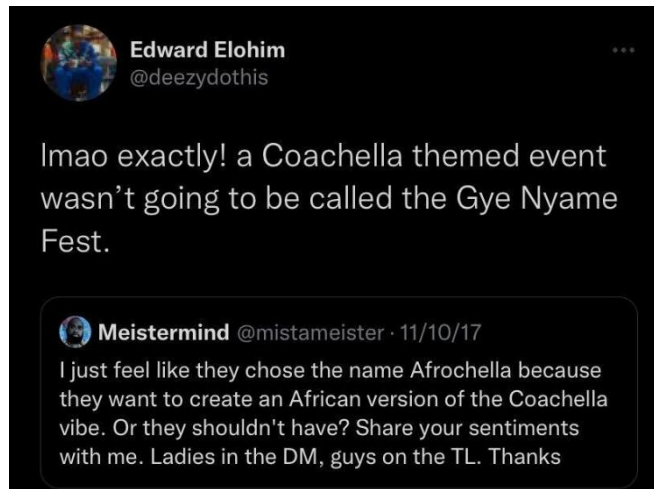 Edward Elohim
@deezydothis
lmao exactly! a Coachella themed event
wasn’t going to be called the Gye Nyame
Fest.
Meistermind @mistameister · 11/10/17
I just feel like they chose the name Afrochella because
they want to create an African version of the Coachella
vibe. Or they shouldn't have? Share your sentiments
with me. Ladies in the DM, guys on the TL. Thanks